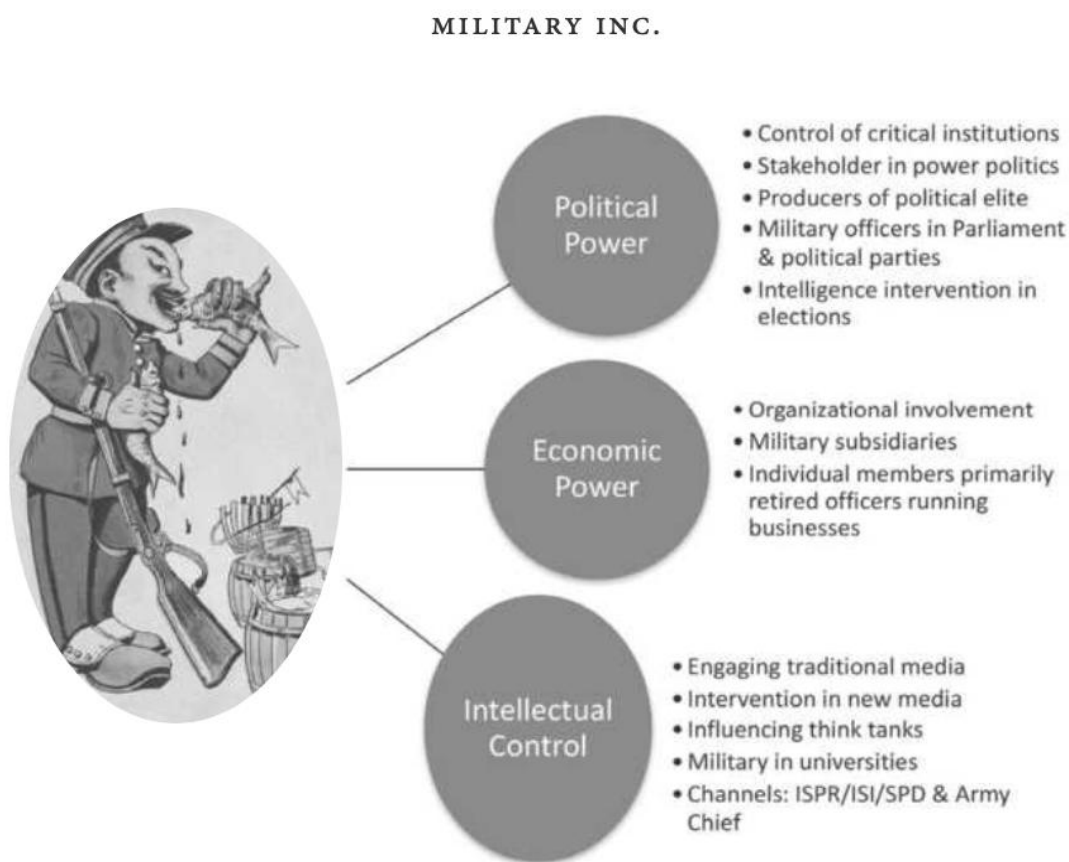 MILITARY INC.
Political
Power
• Control of critical institutions
• Stakeholder in power politics
• Producers of political elite
• Military officers in Parliament
& political parties
• Intelligence intervention in
elections
Economic
Power
• Organizational involvement
• Military subsidiaries
• Individual members primarily
retired officers running
businesses
Intellectual
Control
• Engaging traditional media
• Intervention in new media
• Influencing think tanks
• Military in universities
• Channels: ISPR/ISI/SPD & Army
Chief